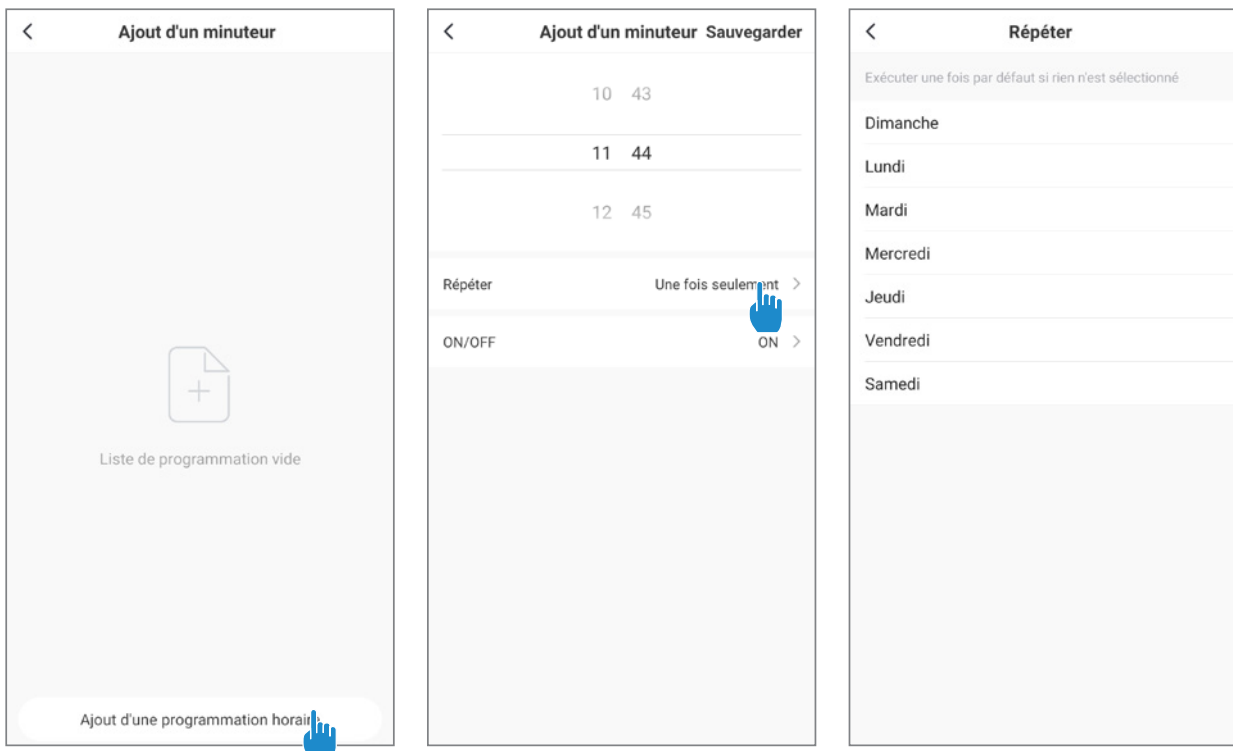 Ajout d'un minuteur
Liste de programmation vide
Ajout d'une programmation horaire
Ajout d'un minuteur Sauvegarder
10 43
11 44
12 45
Répéter Une fois seulement
ON/OFF ON
Répéter
Exécuter une fois par défaut si rien n'est sélectionné
Dimanche
Lundi
Mardi
Mercredi
Jeudi
Vendredi
Samedi